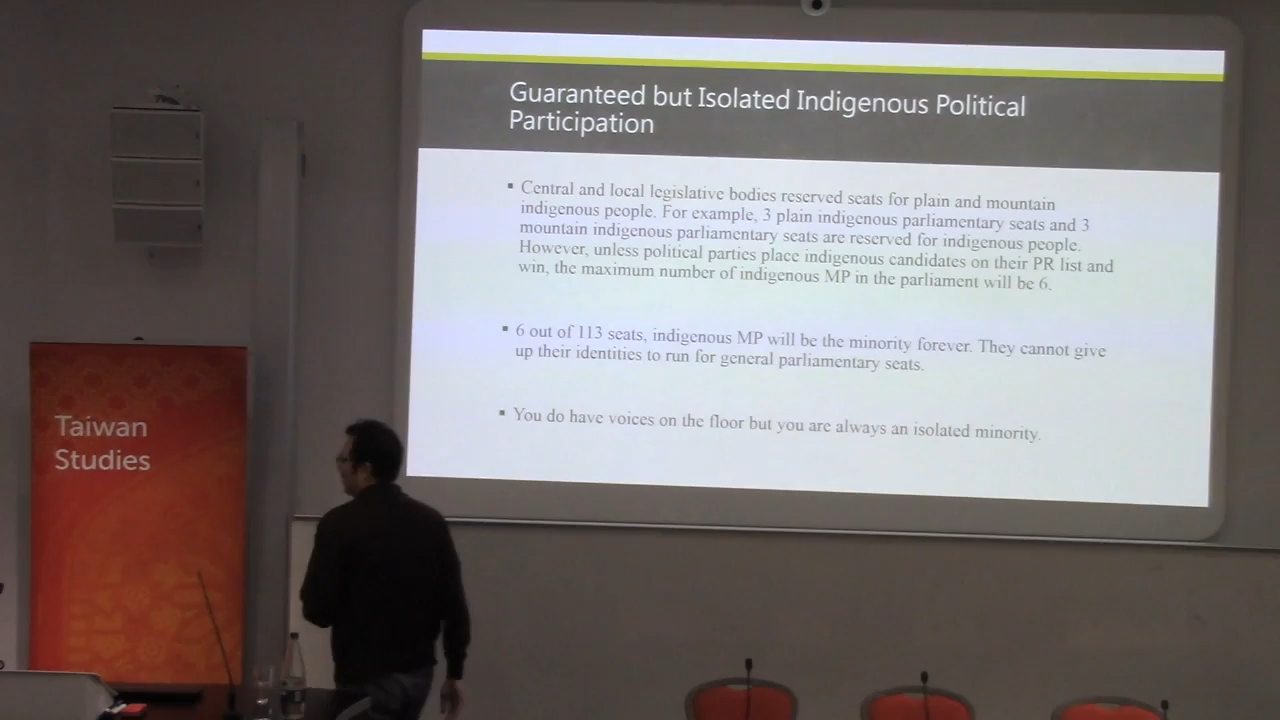 Guaranteed but Isolated Indigenous Political
Participation
▪ Central and local legislative bodies reserved seats for plain and mountain
indigenous people. For example, 3 plain indigenous parliamentary seats and 3
mountain indigenous parliamentary seats are reserved for indigenous people.
However, unless political parties place indigenous candidates on their PR list and
win, the maximum number of indigenous MP in the parliament will be 6.
▪ 6 out of 113 seats, indigenous MP will be the minority forever. They cannot give
up their identities to run for general parliamentary seats.
▪ You do have voices on the floor but you are always an isolated minority.
Taiwan
Studies